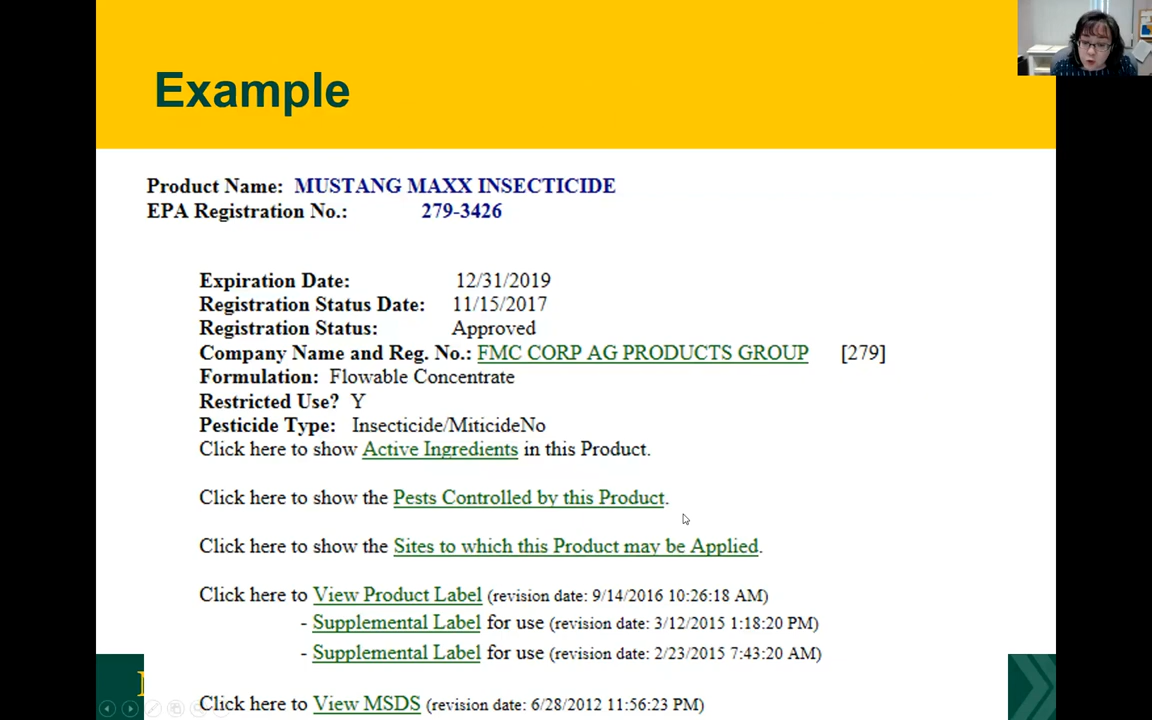 Example
Product Name: MUSTANG MAXX INSECTICIDE
EPA Registration No.: 279-3426
Expiration Date: 12/31/2019
Registration Status Date: 11/15/2017
Registration Status: Approved
Company Name and Reg. No.: FMC CORP AG PRODUCTS GROUP [279]
Formulation: Flowable Concentrate
Restricted Use? Y
Pesticide Type: Insecticide/MiticideNo
Click here to show Active Ingredients in this Product.
Click here to show the Pests Controlled by this Product.
Click here to show the Sites to which this Product may be Applied.
Click here to View Product Label (revision date: 9/14/2016 10:26:18 AM)
- Supplemental Label for use (revision date: 3/12/2015 1:18:20 PM)
- Supplemental Label for use (revision date: 2/23/2015 7:43:20 AM)
Click here to View MSDS (revision date: 6/28/2012 11:56:23 PM)